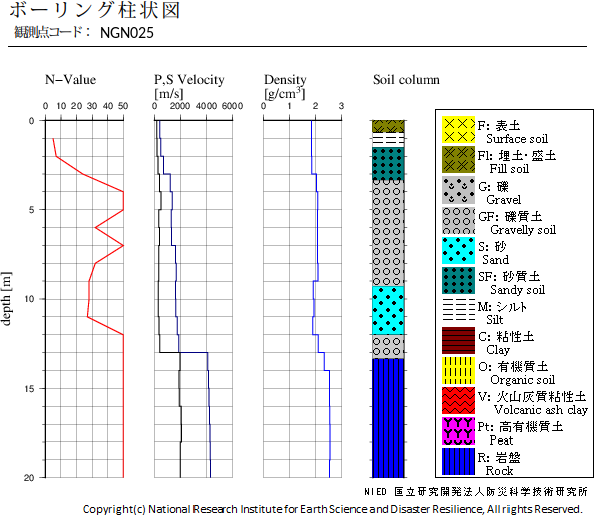 ボーリング柱状図
観測点コード： NGN025
N−Value
P,S Velocity
[m/s]
Density
[g/cm³]
Soil column
0 10 20 30 40 50
0 2000 4000 6000
0 1 2 3
depth [m]
0
5
10
15
20
F: 表土
Surface soil
Fl: 埋土・盛土
Fill soil
G: 礫
Gravel
GF: 礫質土
Gravelly soil
S: 砂
Sand
SF: 砂質土
Sandy soil
M: シルト
Silt
C: 粘性土
Clay
O: 有機質土
Organic soil
V: 火山灰質粘性土
Volcanic ash clay
Pt: 高有機質土
Peat
R: 岩盤
Rock
NIED 国立研究開発法人防災科学技術研究所
Copyright(c) National Research Institute for Earth Science and Disaster Resilience, All rights Reserved.